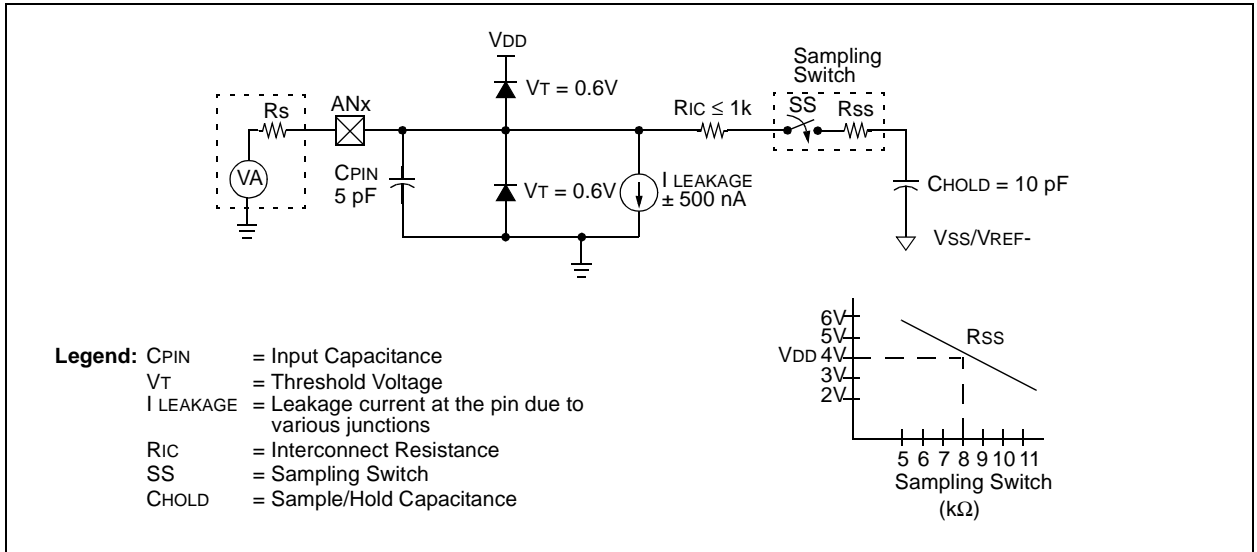 VDD
Sampling
Switch
VT = 0.6V
RS
ANx
RIC ≤ 1k
SS
RSS
VA
CPIN
5 pF
VT = 0.6V
I LEAKAGE
± 500 nA
CHOLD = 10 pF
VSS/VREF-
6V
5V
VDD 4V
3V
2V
RSS
5 6 7 8 9 10 11
Sampling Switch
(kΩ)
Legend: CPIN = Input Capacitance
VT = Threshold Voltage
I LEAKAGE = Leakage current at the pin due to
various junctions
RIC = Interconnect Resistance
SS = Sampling Switch
CHOLD = Sample/Hold Capacitance